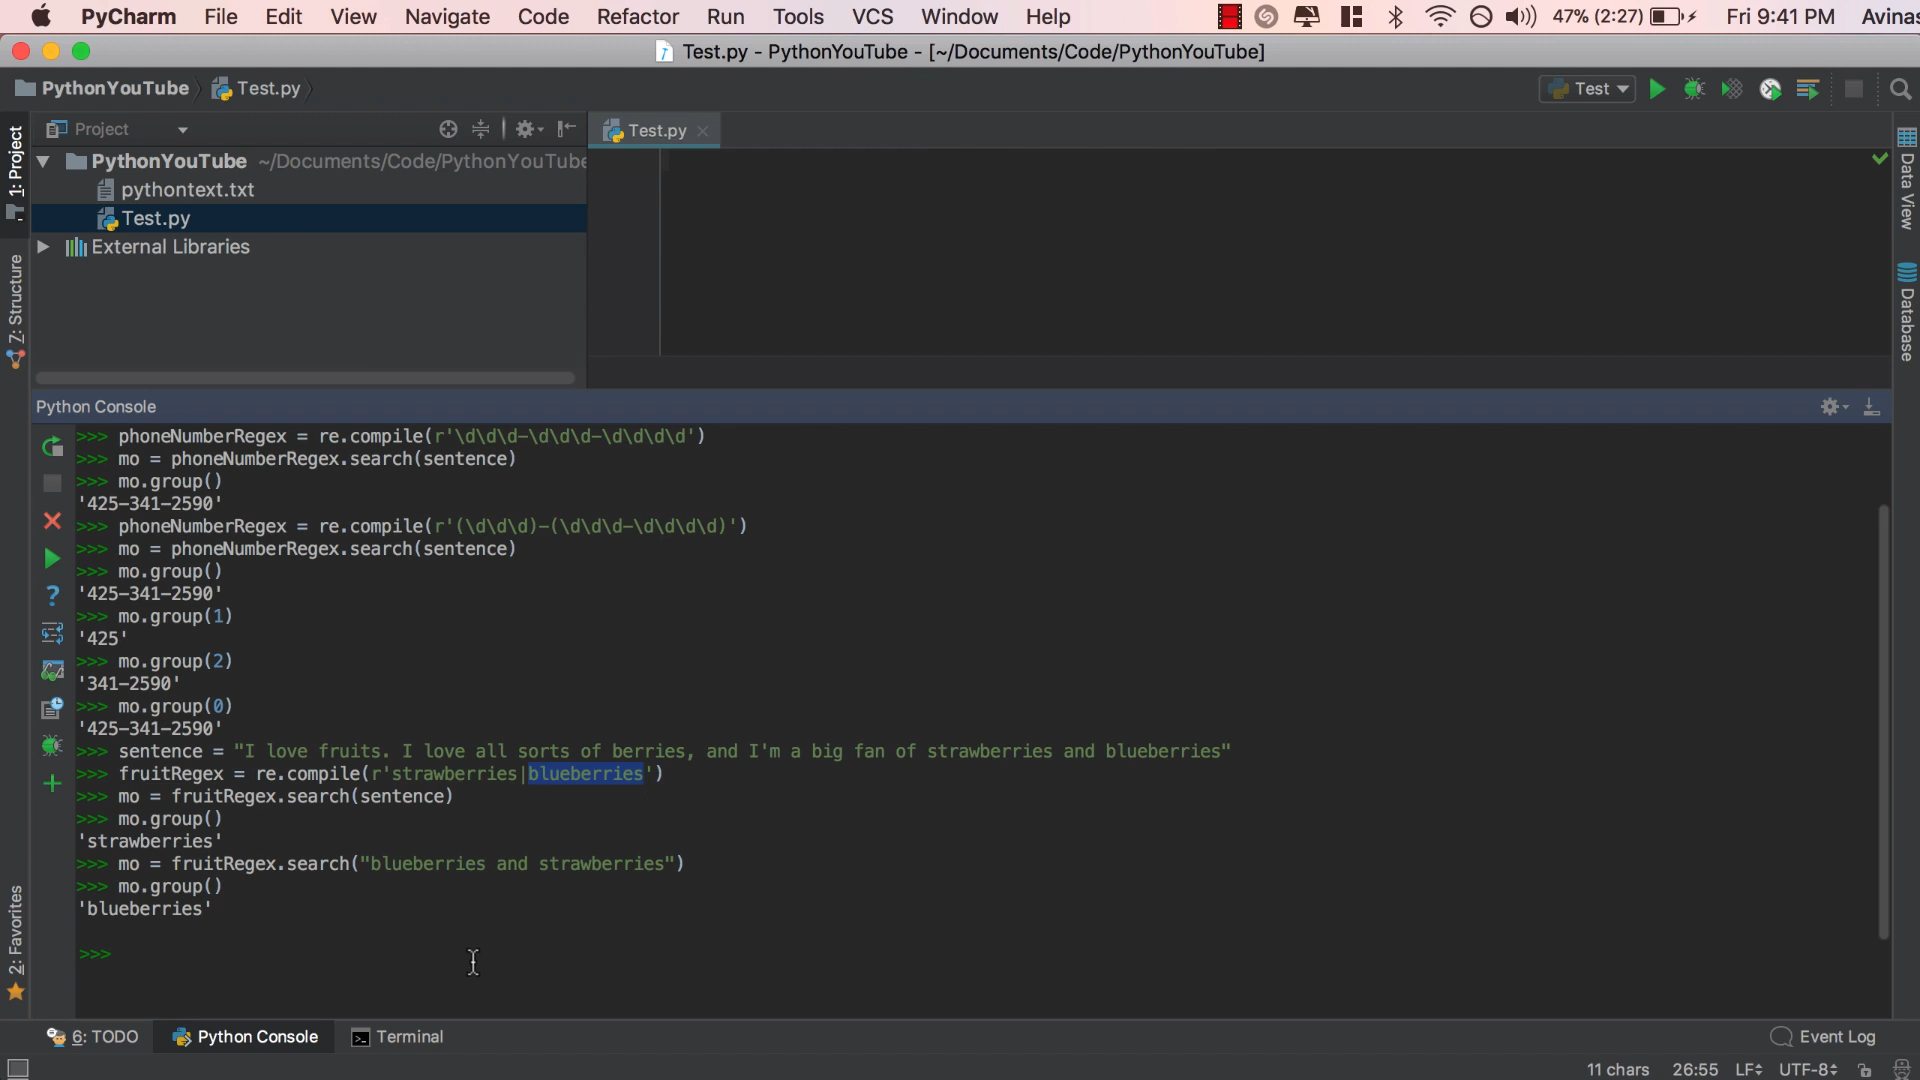 PyCharm File Edit View Navigate Code Refactor Run Tools VCS Window Help 47% (2:27) Fri 9:41 PM Avinas
Test.py - PythonYouTube - [~/Documents/Code/PythonYouTube]
PythonYouTube Test.py Test
1: Project
Project
Test.py
PythonYouTube ~/Documents/Code/PythonYouTube
pythontext.txt
Test.py
External Libraries
Z: Structure
Data View
Database
Python Console
>>> phoneNumberRegex = re.compile(r'\d\d\d-\d\d\d-\d\d\d\d')
>>> mo = phoneNumberRegex.search(sentence)
>>> mo.group()
'425-341-2590'
>>> phoneNumberRegex = re.compile(r'(\d\d\d)-(\d\d\d-\d\d\d\d)')
>>> mo = phoneNumberRegex.search(sentence)
>>> mo.group()
'425-341-2590'
>>> mo.group(1)
'425'
>>> mo.group(2)
'341-2590'
>>> mo.group(0)
'425-341-2590'
>>> sentence = "I love fruits. I love all sorts of berries, and I'm a big fan of strawberries and blueberries"
>>> fruitRegex = re.compile(r'strawberries|blueberries')
>>> mo = fruitRegex.search(sentence)
>>> mo.group()
'strawberries'
>>> mo = fruitRegex.search("blueberries and strawberries")
>>> mo.group()
'blueberries'
>>>
2: Favorites
6: TODO Python Console Terminal Event Log
11 chars 26:55 LF UTF-8